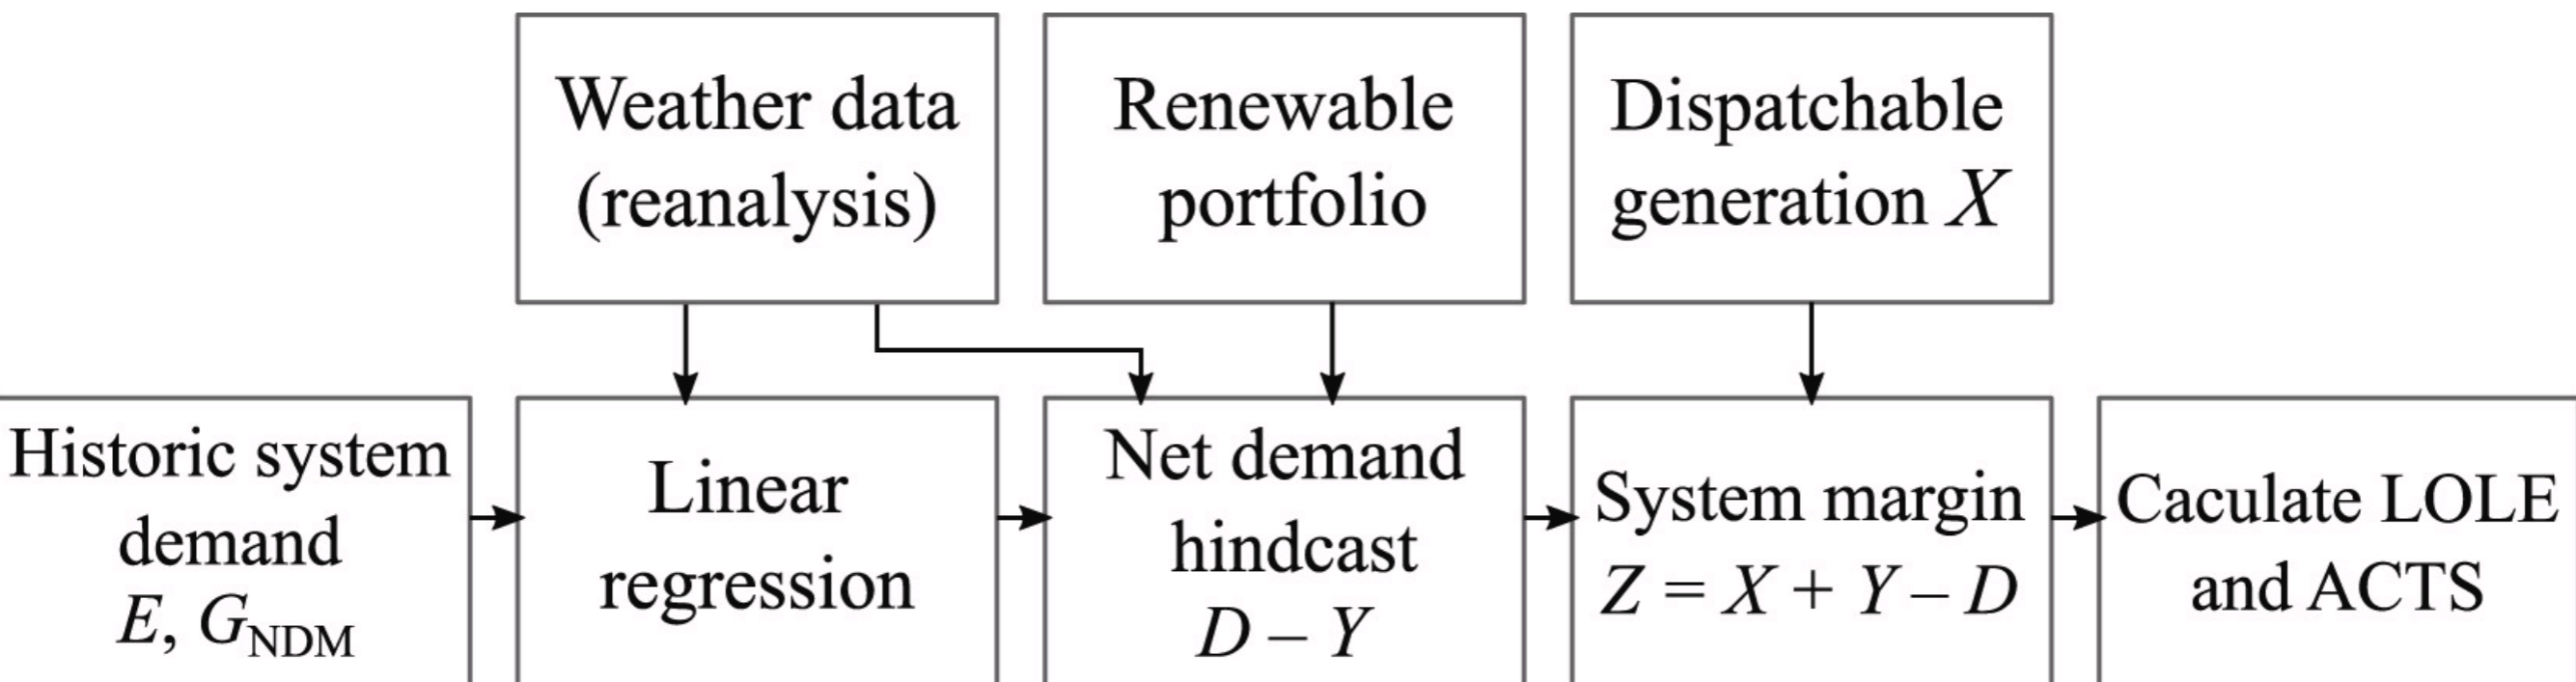 Weather data
(reanalysis)
Renewable
portfolio
Dispatchable
generation X
Historic system
demand
E, G_NDM
Linear
regression
Net demand
hindcast
D – Y
System margin
Z = X + Y – D
Caculate LOLE
and ACTS